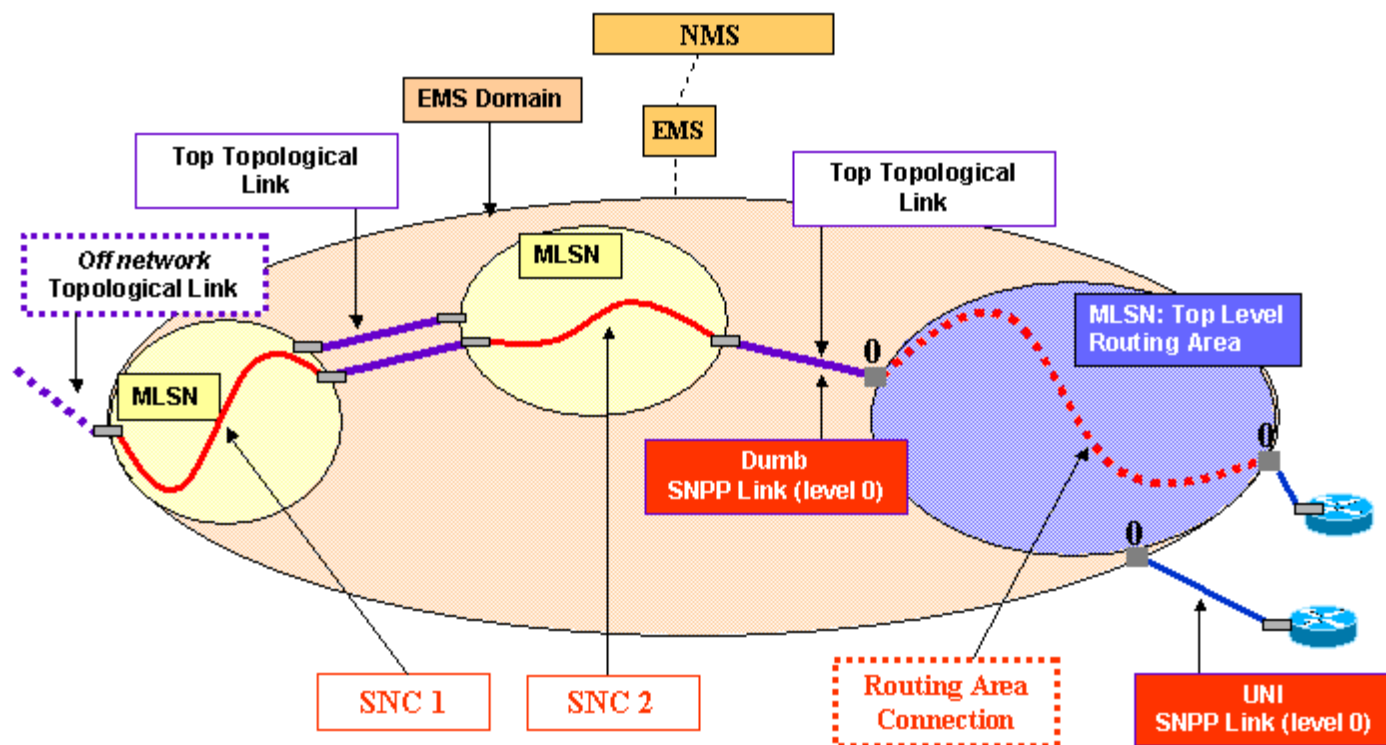 NMS
EMS Domain
EMS
Top Topological
Link
Top Topological
Link
Off network
Topological Link
MLSN
MLSN: Top Level
Routing Area
0
MLSN
0
Dumb
SNPP Link (level 0)
0
SNC 1
SNC 2
Routing Area
Connection
UNI
SNPP Link (level 0)